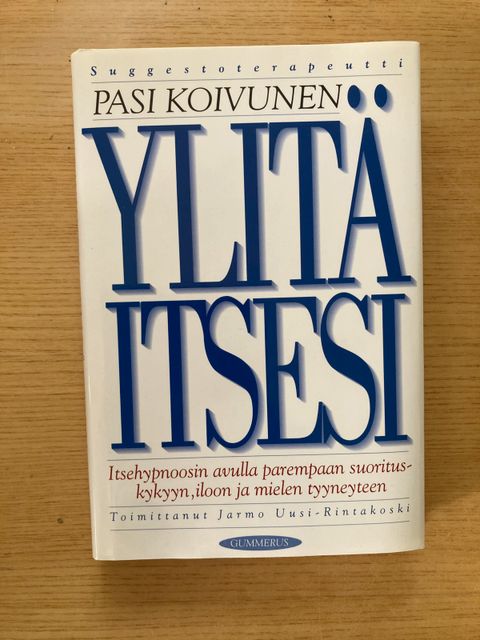 Suggestoterapeutti
PASI KOIVUNEN
YLITÄ
ITSESI
Itsehypnoosin avulla parempaan suoritus-
kykyyn, iloon ja mielen tyyneyteen
Toimittanut Jarmo Uusi-Rintakoski
GUMMERUS